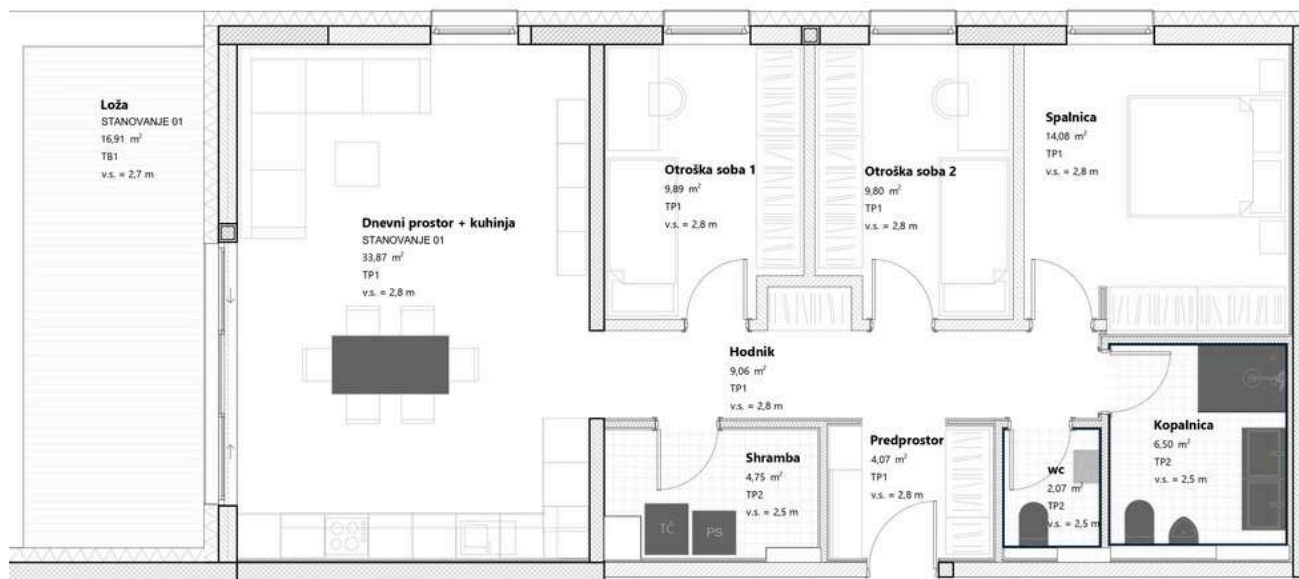 Loža
STANOVANJE 01
16,91 m²
TB1
v.s. = 2,7 m
Dnevni prostor + kuhinja
STANOVANJE 01
33,87 m²
TP1
v.s. = 2,8 m
Otroška soba 1
9,89 m²
TP1
v.s. = 2,8 m
Otroška soba 2
9,80 m²
TP1
v.s. = 2,8 m
Spalnica
14,08 m²
TP1
v.s. = 2,8 m
Hodnik
9,06 m²
TP1
v.s. = 2,8 m
Shramba
4,75 m²
TP2
v.s. = 2,5 m
TČ
PS
Predprostor
4,07 m²
TP1
v.s. = 2,8 m
WC
2,07 m²
TP2
v.s. = 2,5 m
Kopalnica
6,50 m²
TP2
v.s. = 2,5 m